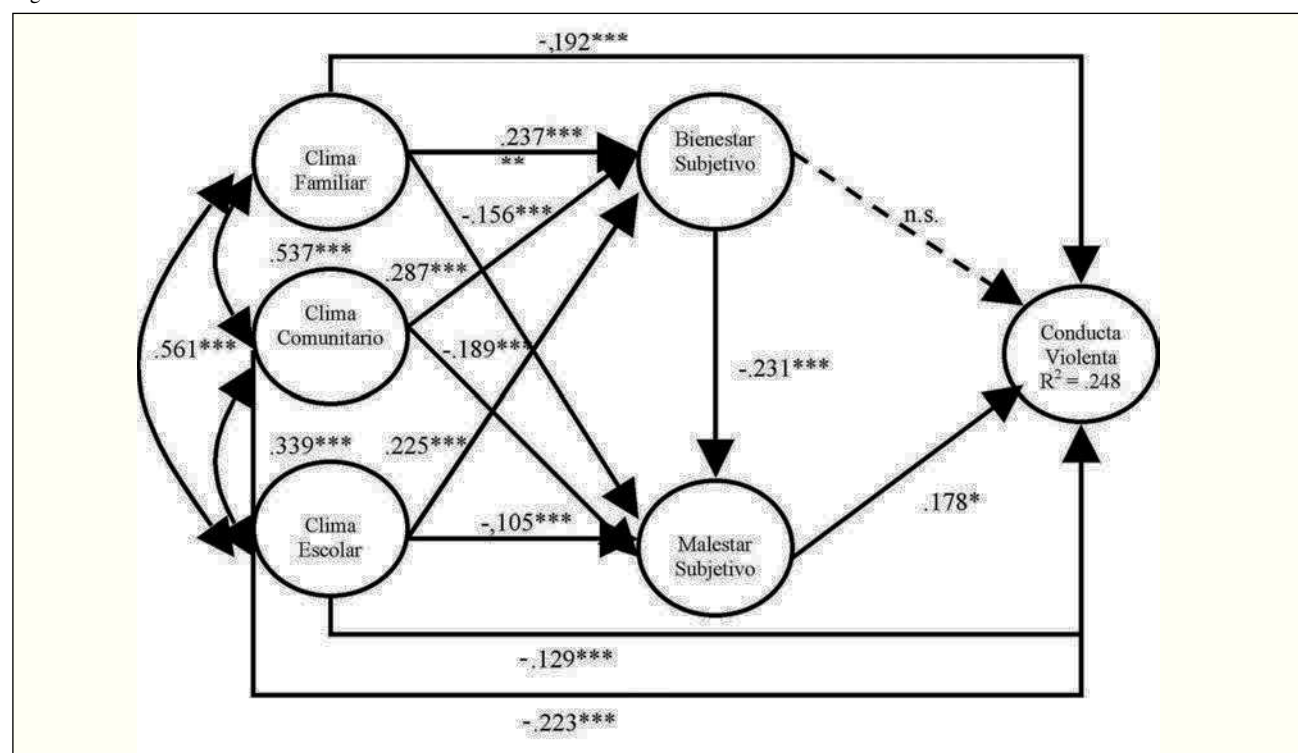 -,192***
.237***
**
Bienestar
Subjetivo
Clima
Familiar
-.156***
n.s.
.537***
.287***
Clima
Comunitario
.561***
-.189***
-.231***
Conducta
Violenta
R² = .248
.339***
.225***
.178*
Clima
Escolar
-,105***
Malestar
Subjetivo
-.129***
-.223***